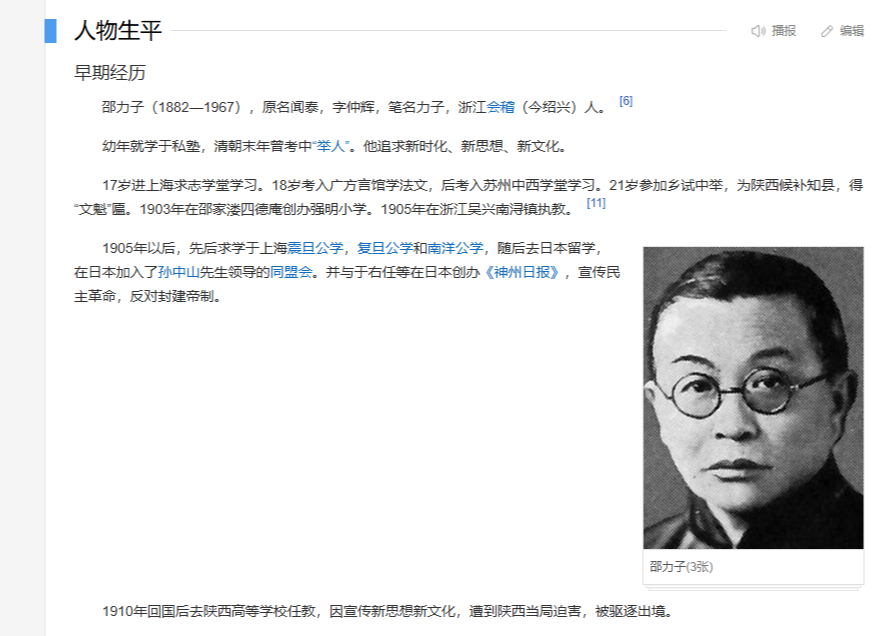 人物生平
播报
编辑
早期经历
邵力子（1882—1967），原名闻泰，字仲辉，笔名力子，浙江会稽（今绍兴）人。 [6]
幼年就学于私塾，清朝末年曾考中“举人”。他追求新时化、新思想、新文化。
17岁进上海求志学堂学习。18岁考入广方言馆学法文，后考入苏州中西学堂学习。21岁参加乡试中举，为陕西候补知县，得
“文魁”匾。1903年在邵家溇四德庵创办强明小学。1905年在浙江吴兴南浔镇执教。 [11]
1905年以后，先后求学于上海震旦公学，复旦公学和南洋公学，随后去日本留学，
在日本加入了孙中山先生领导的同盟会。并与于右任等在日本创办《神州日报》，宣传民
主革命，反对封建帝制。
邵力子(3张)
1910年回国后去陕西高等学校任教，因宣传新思想新文化，遭到陕西当局迫害，被驱逐出境。